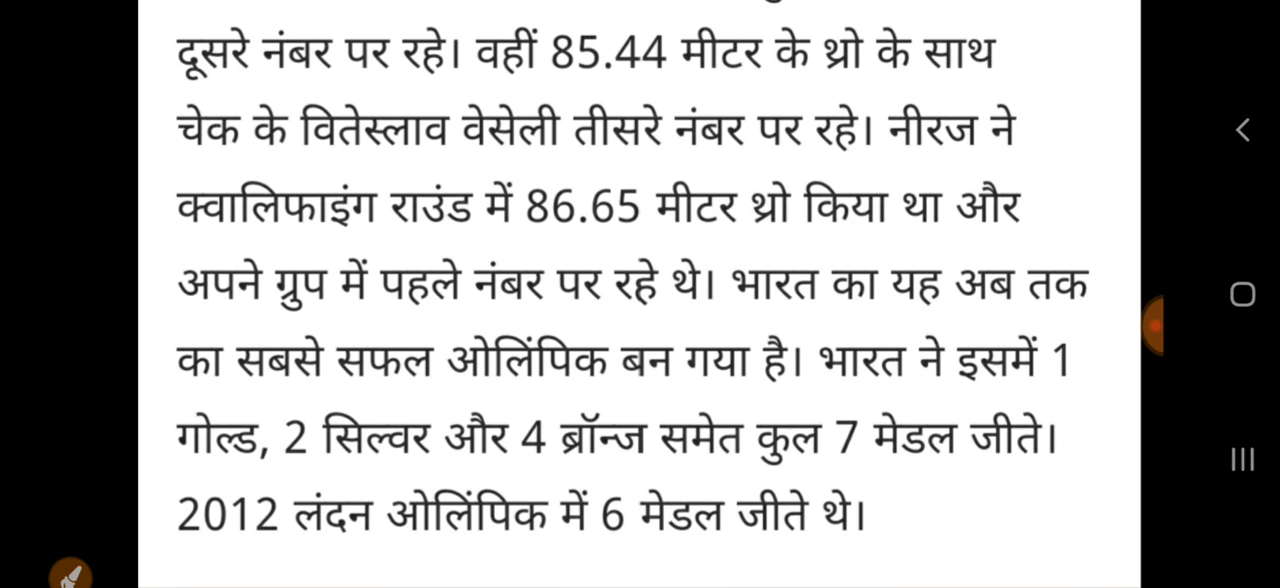 दूसरे नंबर पर रहे। वहीं 85.44 मीटर के थ्रो के साथ
चेक के वितेस्लाव वेसेली तीसरे नंबर पर रहे। नीरज ने
क्वालिफाइंग राउंड में 86.65 मीटर थ्रो किया था और
अपने ग्रुप में पहले नंबर पर रहे थे। भारत का यह अब तक
का सबसे सफल ओलिंपिक बन गया है। भारत ने इसमें 1
गोल्ड, 2 सिल्वर और 4 ब्रॉन्ज समेत कुल 7 मेडल जीते।
2012 लंदन ओलिंपिक में 6 मेडल जीते थे।